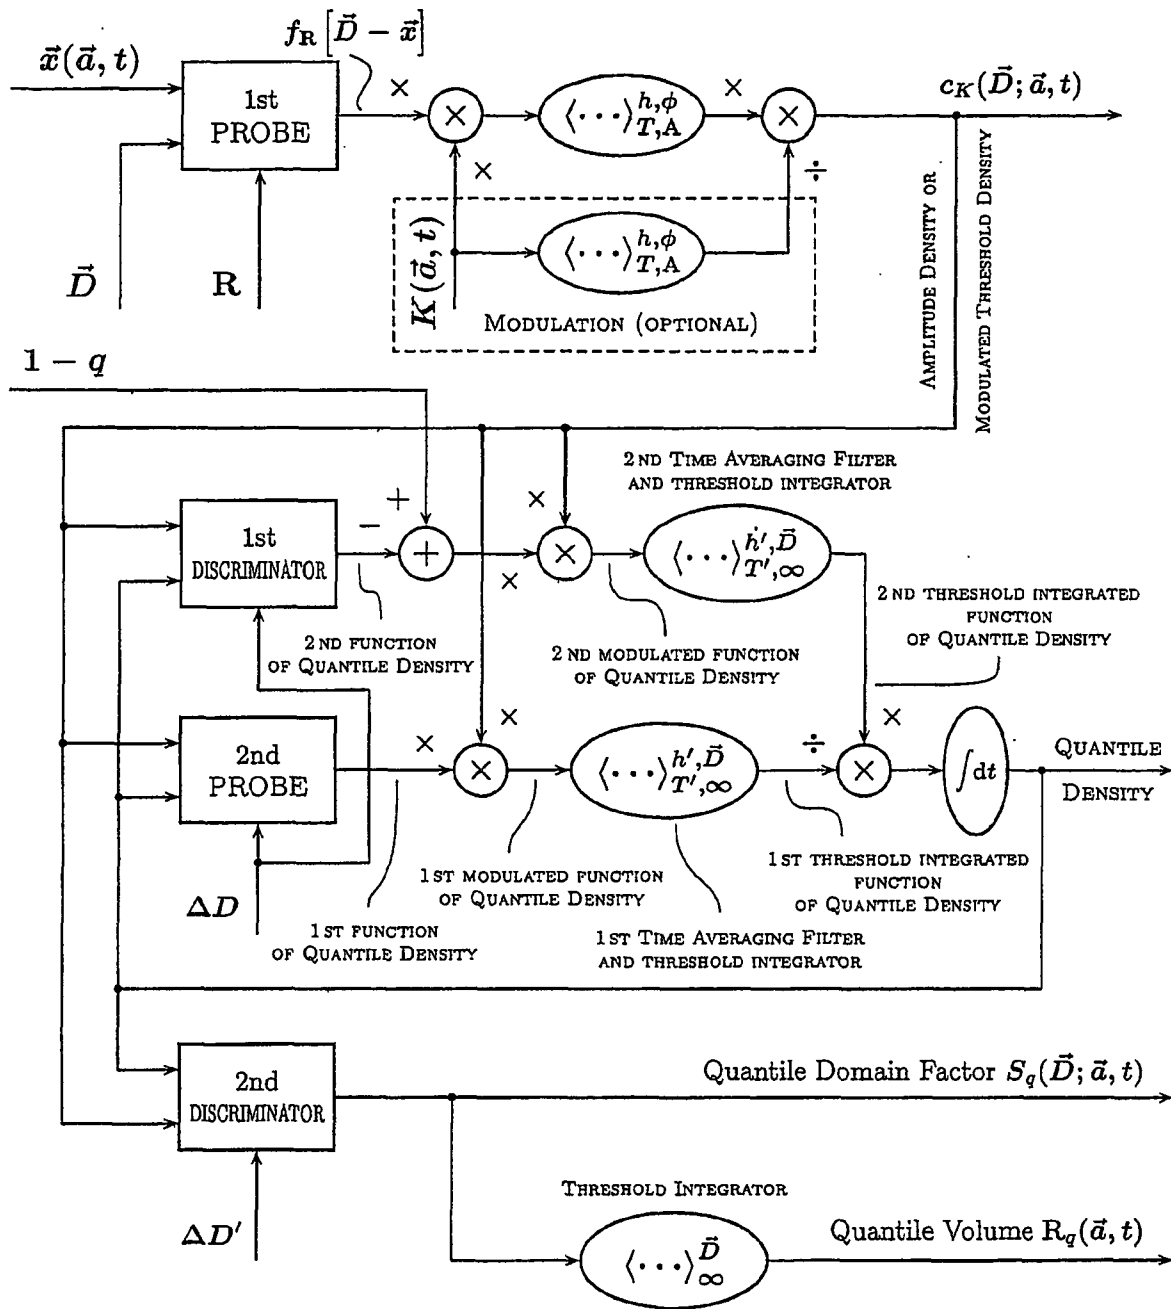 f_R [D⃗ − x⃗]
x⃗(a⃗, t)
1st
PROBE
×
×
⟨···⟩^{h,ϕ}_{T,A}
×
×
c_K(D⃗; a⃗, t)
×
÷
D⃗
R
K(a⃗, t)
⟨···⟩^{h,ϕ}_{T,A}
MODULATION (OPTIONAL)
AMPLITUDE DENSITY OR
MODULATED THRESHOLD DENSITY
1 − q
2ND TIME AVERAGING FILTER
AND THRESHOLD INTEGRATOR
+
−
×
1st
DISCRIMINATOR
+
×
×
⟨···⟩^{ḣ′,D⃗}_{T′,∞}
2ND FUNCTION
OF QUANTILE DENSITY
2ND MODULATED FUNCTION
OF QUANTILE DENSITY
2ND THRESHOLD INTEGRATED
FUNCTION
OF QUANTILE DENSITY
2nd
PROBE
×
×
×
⟨···⟩^{h′,D⃗}_{T′,∞}
÷
×
×
∫dt
QUANTILE
DENSITY
ΔD
1ST FUNCTION
OF QUANTILE DENSITY
1ST MODULATED FUNCTION
OF QUANTILE DENSITY
1ST TIME AVERAGING FILTER
AND THRESHOLD INTEGRATOR
1ST THRESHOLD INTEGRATED
FUNCTION
OF QUANTILE DENSITY
2nd
DISCRIMINATOR
Quantile Domain Factor S_q(D⃗; a⃗, t)
ΔD′
THRESHOLD INTEGRATOR
⟨···⟩^{D⃗}_{∞}
Quantile Volume R_q(a⃗, t)